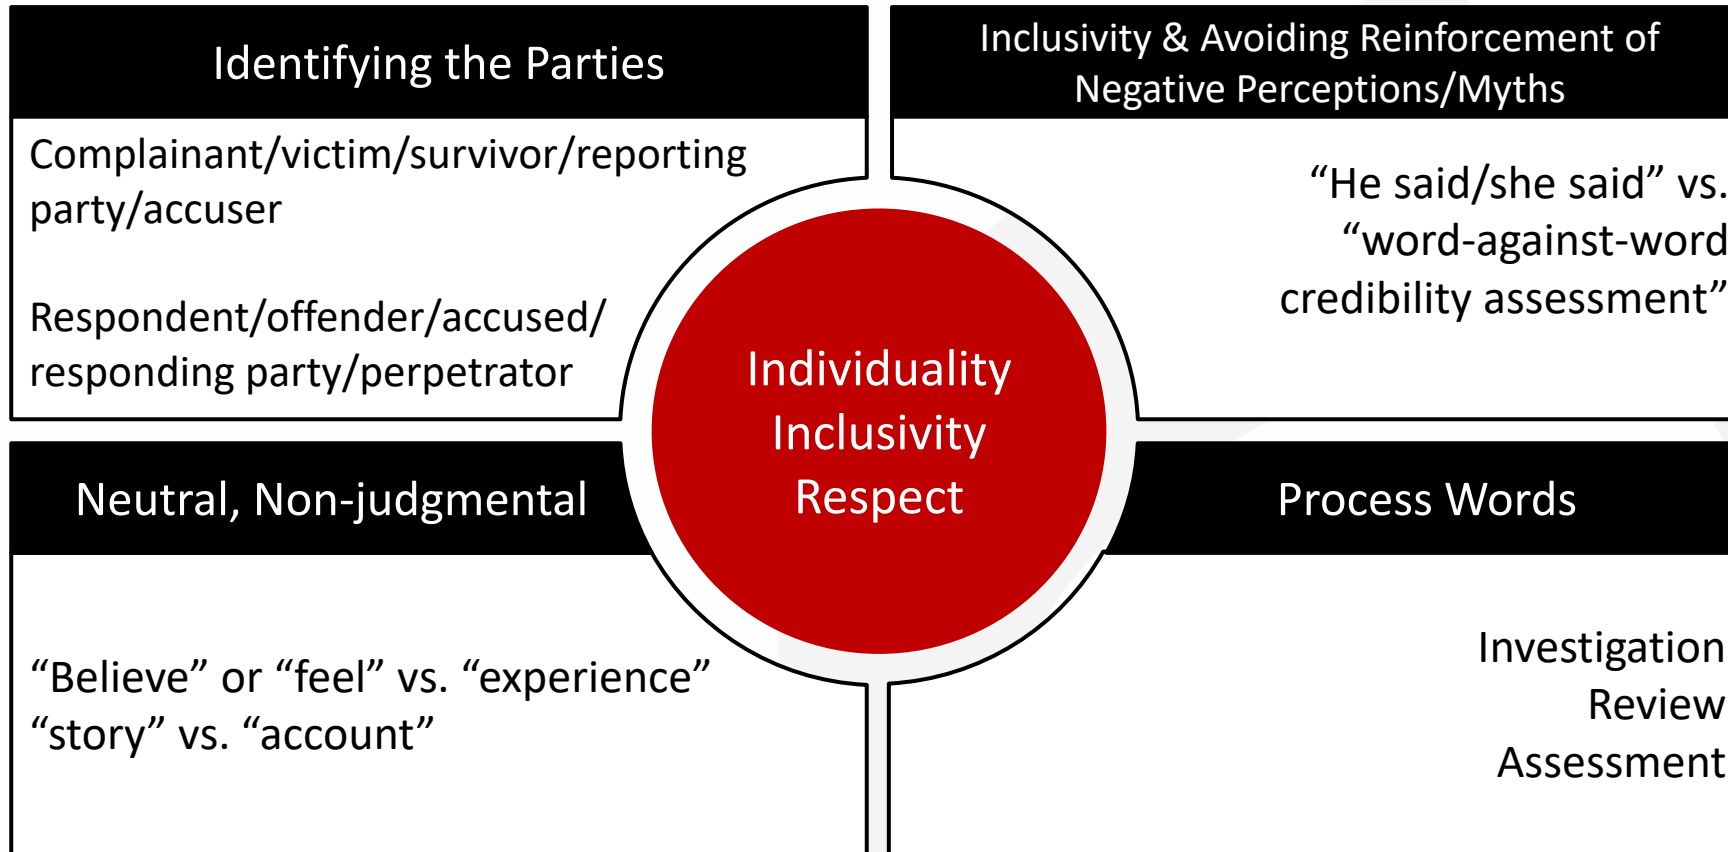 Identifying the Parties
Complainant/victim/survivor/reporting
party/accuser
Respondent/offender/accused/
responding party/perpetrator
Inclusivity & Avoiding Reinforcement of
Negative Perceptions/Myths
“He said/she said” vs.
“word-against-word
credibility assessment”
Individuality
Inclusivity
Respect
Neutral, Non-judgmental
“Believe” or “feel” vs. “experience”
“story” vs. “account”
Process Words
Investigation
Review
Assessment